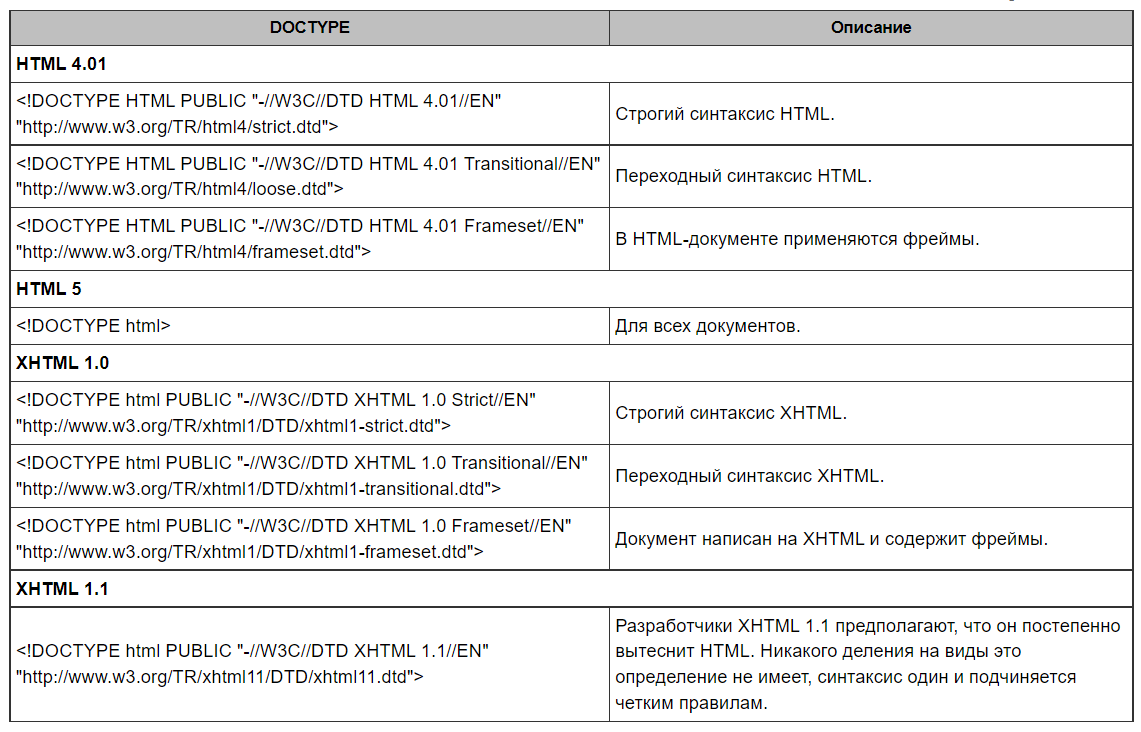 DOCTYPE Описание
HTML 4.01
<!DOCTYPE HTML PUBLIC "-//W3C//DTD HTML 4.01//EN"
"http://www.w3.org/TR/html4/strict.dtd">
Строгий синтаксис HTML.
<!DOCTYPE HTML PUBLIC "-//W3C//DTD HTML 4.01 Transitional//EN"
"http://www.w3.org/TR/html4/loose.dtd">
Переходный синтаксис HTML.
<!DOCTYPE HTML PUBLIC "-//W3C//DTD HTML 4.01 Frameset//EN"
"http://www.w3.org/TR/html4/frameset.dtd">
В HTML-документе применяются фреймы.
HTML 5
<!DOCTYPE html>
Для всех документов.
XHTML 1.0
<!DOCTYPE html PUBLIC "-//W3C//DTD XHTML 1.0 Strict//EN"
"http://www.w3.org/TR/xhtml1/DTD/xhtml1-strict.dtd">
Строгий синтаксис XHTML.
<!DOCTYPE html PUBLIC "-//W3C//DTD XHTML 1.0 Transitional//EN"
"http://www.w3.org/TR/xhtml1/DTD/xhtml1-transitional.dtd">
Переходный синтаксис XHTML.
<!DOCTYPE html PUBLIC "-//W3C//DTD XHTML 1.0 Frameset//EN"
"http://www.w3.org/TR/xhtml1/DTD/xhtml1-frameset.dtd">
Документ написан на XHTML и содержит фреймы.
XHTML 1.1
<!DOCTYPE html PUBLIC "-//W3C//DTD XHTML 1.1//EN"
"http://www.w3.org/TR/xhtml11/DTD/xhtml11.dtd">
Разработчики XHTML 1.1 предполагают, что он постепенно
вытеснит HTML. Никакого деления на виды это
определение не имеет, синтаксис один и подчиняется
четким правилам.